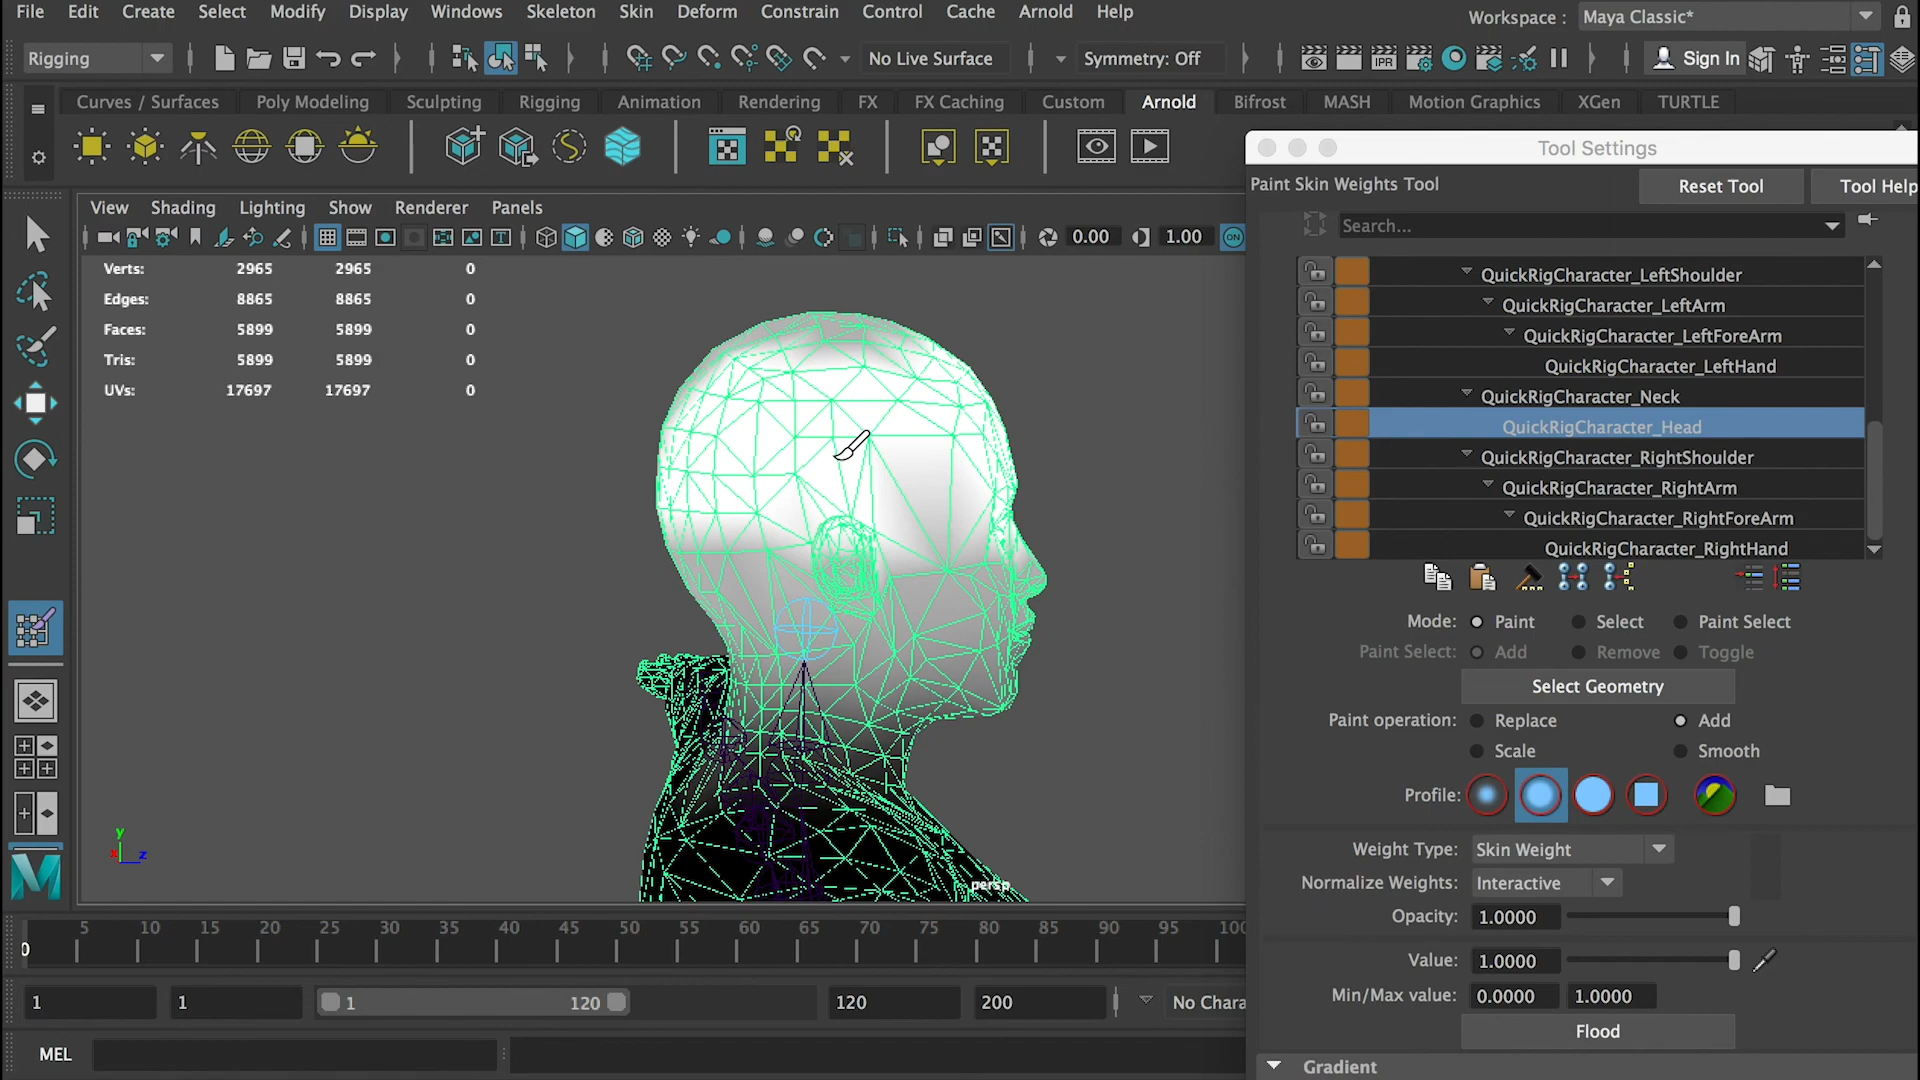 File Edit Create Select Modify Display Windows Skeleton Skin Deform Constrain Control Cache Arnold Help Workspace : Maya Classic*
Rigging No Live Surface Symmetry: Off IPR Sign In
Curves / Surfaces Poly Modeling Sculpting Rigging Animation Rendering FX FX Caching Custom Arnold Bifrost MASH Motion Graphics XGen TURTLE
Tool Settings
Paint Skin Weights Tool Reset Tool Tool Help
View Shading Lighting Show Renderer Panels
Search...
0.00 1.00 ON
Verts: 2965 2965 0
Edges: 8865 8865 0
Faces: 5899 5899 0
Tris: 5899 5899 0
UVs: 17697 17697 0
QuickRigCharacter_LeftShoulder
QuickRigCharacter_LeftArm
QuickRigCharacter_LeftForeArm
QuickRigCharacter_LeftHand
QuickRigCharacter_Neck
QuickRigCharacter_Head
QuickRigCharacter_RightShoulder
QuickRigCharacter_RightArm
QuickRigCharacter_RightForeArm
QuickRigCharacter_RightHand
Mode: Paint Select Paint Select
Paint Select: Add Remove Toggle
Select Geometry
Paint operation: Replace Add
Scale Smooth
Profile:
Weight Type: Skin Weight
Normalize Weights: Interactive
Opacity: 1.0000
Value: 1.0000
Min/Max value: 0.0000 1.0000
Flood
Gradient
y
x z
persp
5 10 15 20 25 30 35 40 45 50 55 60 65 70 75 80 85 90 95 100
0
1 1 1 120 120 200 No Chara
MEL